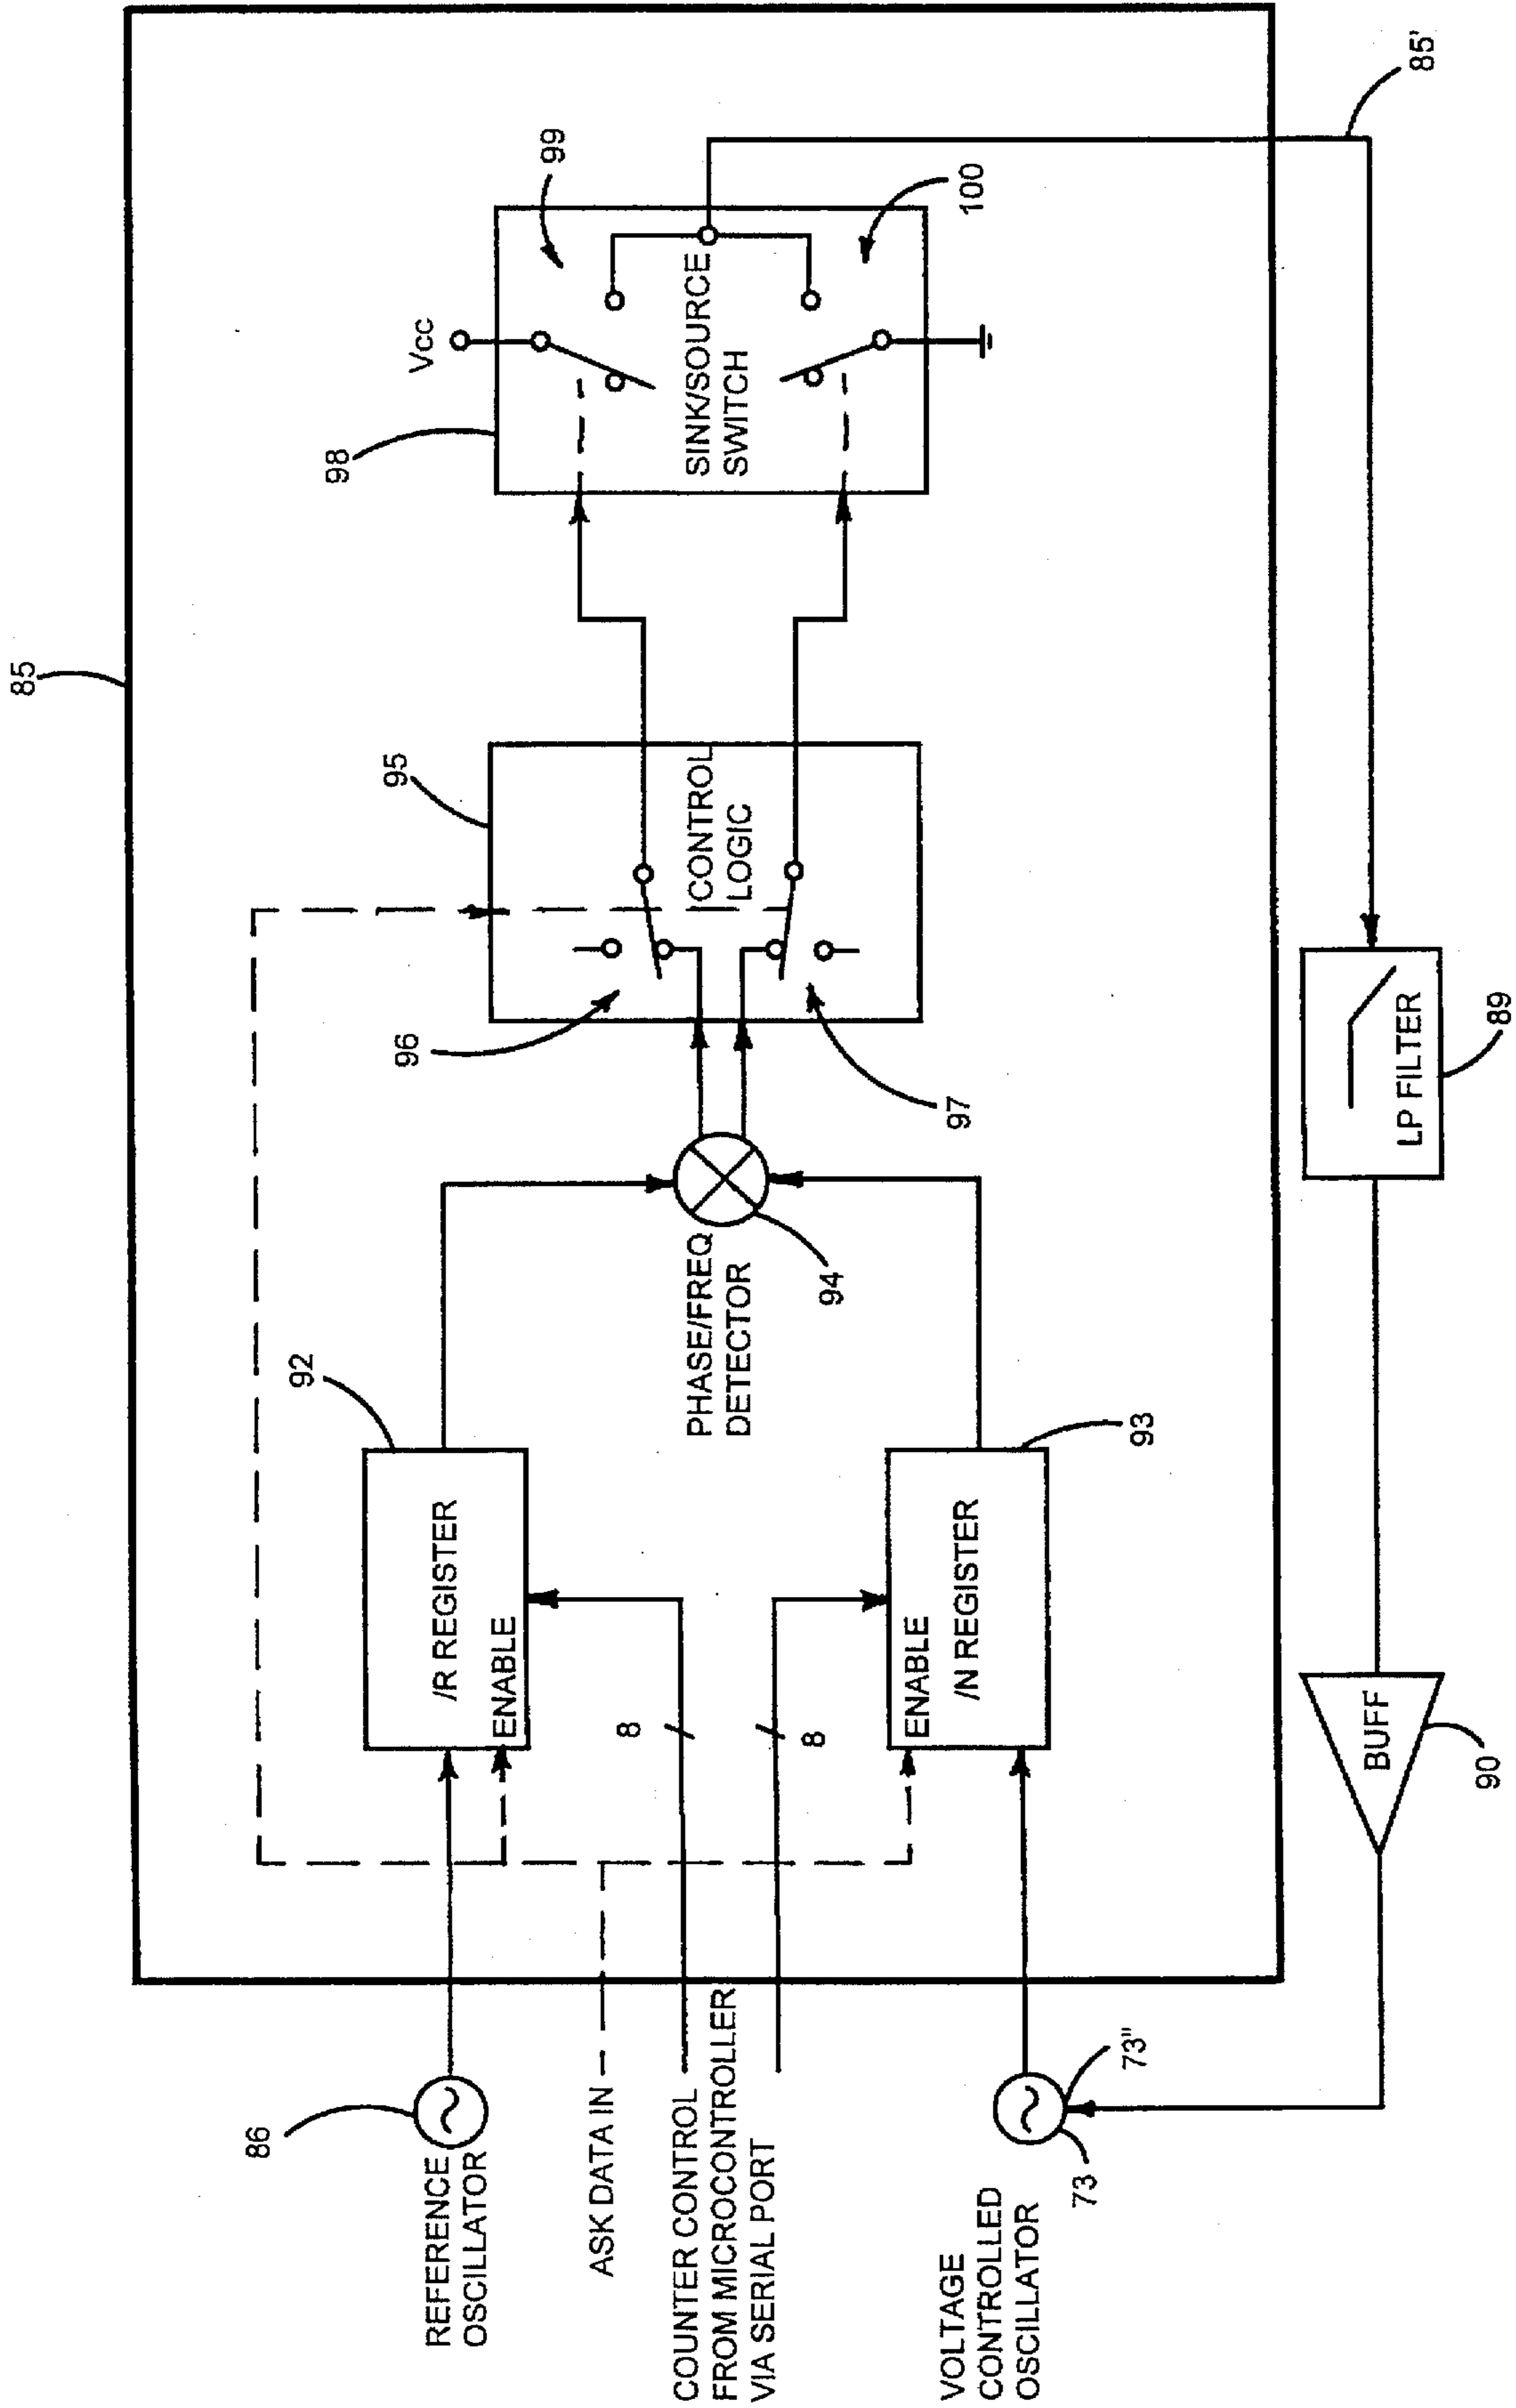 85
REFERENCE
OSCILLATOR
86
92
/R REGISTER
ENABLE
ASK DATA IN
COUNTER CONTROL
FROM MICROCONTROLLER
VIA SERIAL PORT
8
8
ENABLE
/N REGISTER
93
VOLTAGE
CONTROLLED
OSCILLATOR
73
73"
PHASE/FREQ
DETECTOR
94
95
96
97
CONTROL
LOGIC
98
Vcc
99
SINK/SOURCE
SWITCH
100
85'
BUFF
90
LP FILTER
89